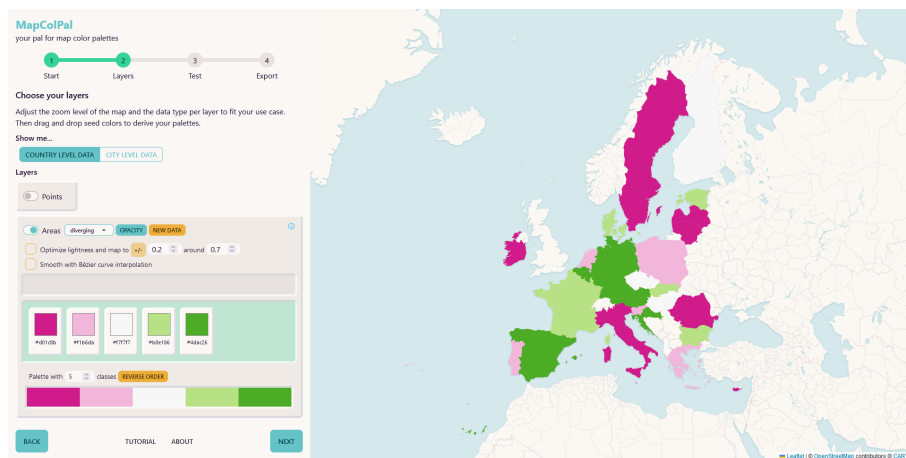 MapColPal
your pal for map color palettes
1 2 3 4
Start Layers Test Export
Choose your layers
Adjust the zoom level of the map and the data type per layer to fit your use case.
Then drag and drop seed colors to derive your palettes.
Show me...
COUNTRY LEVEL DATA CITY LEVEL DATA
Layers
Points
Areas diverging OPACITY NEW DATA
Optimize lightness and map to +/- 0.2 around 0.7
Smooth with Bézier curve interpolation
#d01c8b #f1b6da #f7f7f7 #b8e186 #4dac26
Palette with 5 classes REVERSE ORDER
BACK TUTORIAL ABOUT NEXT
Leaflet | © OpenStreetMap contributors © CAR